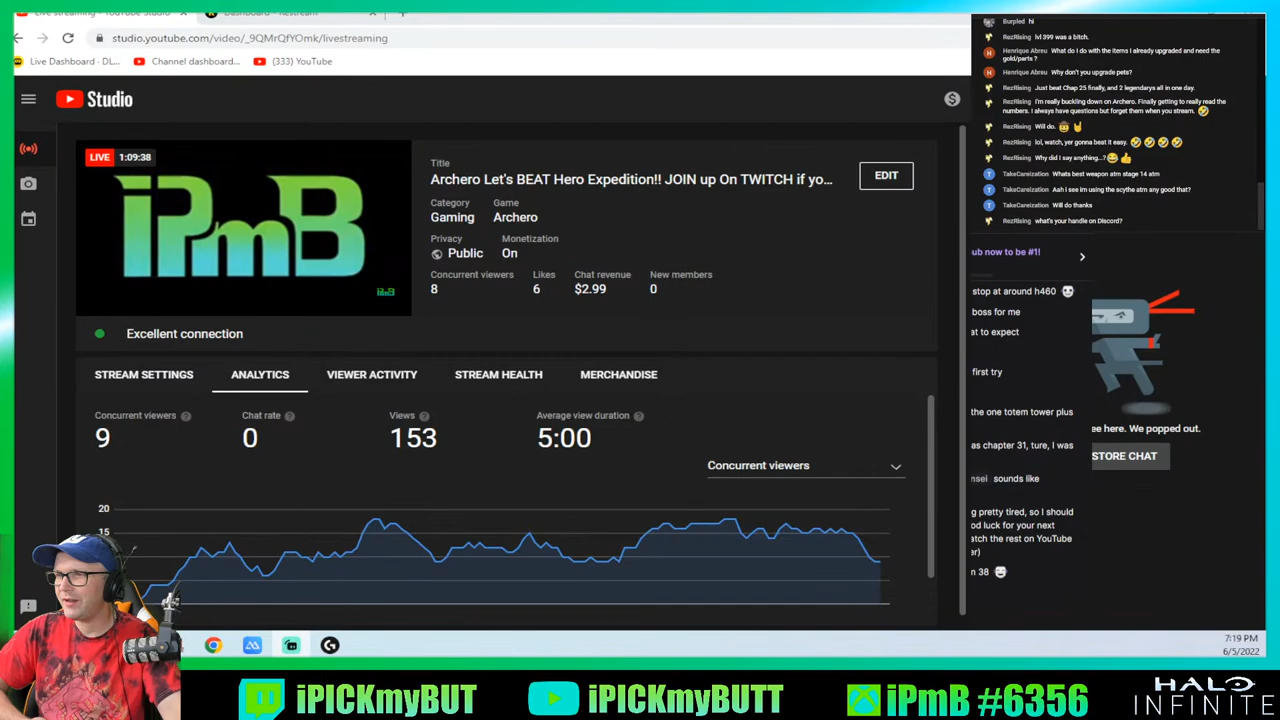 Live streaming - YouTube Studio
Dashboard - Restream
studio.youtube.com/video/_9QMrQfYOmk/livestreaming
Live Dashboard - DL...
Channel dashboard...
(333) YouTube
Studio
LIVE 1:09:38
iPmB
iPmB
Title
Archero Let's BEAT Hero Expedition!! JOIN up On TWITCH if yo...
EDIT
Category Game
Gaming Archero
Privacy Monetization
Public On
Concurrent viewers Likes Chat revenue New members
8 6 $2.99 0
Excellent connection
STREAM SETTINGS ANALYTICS VIEWER ACTIVITY STREAM HEALTH MERCHANDISE
Concurrent viewers Chat rate Views Average view duration
9 0 153 5:00
Concurrent viewers
20
15
Burpled hi
RezRising lvl 399 was a bitch.
Henrique Abreu What do I do with the items I already upgraded and need the
gold/parts ?
Henrique Abreu Why don't you upgrade pets?
RezRising Just beat Chap 25 finally, and 2 legendarys all in one day.
RezRising I'm really buckling down on Archero. Finally getting to really read the
numbers. I always have questions but forget them when you stream. 🤣
RezRising Will do. 🤠 🤘
RezRising lol, watch, yer gonna beat it easy. 🤣 🤣 🤣 🤣
RezRising Why did I say anything...? 😂 👍
TakeCareization Whats best weapon atm stage 14 atm
TakeCareization Aah i see im using the scythe atm any good that?
TakeCareization Will do thanks
RezRising what's your handle on Discord?
ub now to be #1!
stop at around h460
boss for me
at to expect
first try
the one totem tower plus
as chapter 31, ture, I was
nsel sounds like
g pretty tired, so I should
od luck for your next
atch the rest on YouTube
er)
n 38
ee here. We popped out.
STORE CHAT
7:19 PM
6/5/2022
iPICKmyBUT
iPICKmyBUTT
iPmB #6356
HALO
INFINITE